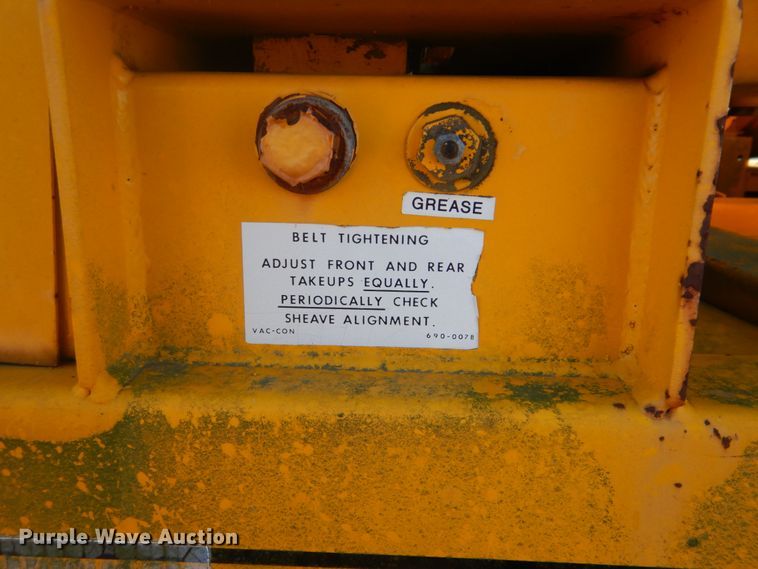 GREASE
BELT TIGHTENING
ADJUST FRONT AND REAR
TAKEUPS EQUALLY.
PERIODICALLY CHECK
SHEAVE ALIGNMENT.
VAC-CON 690-0078
Purple Wave Auction